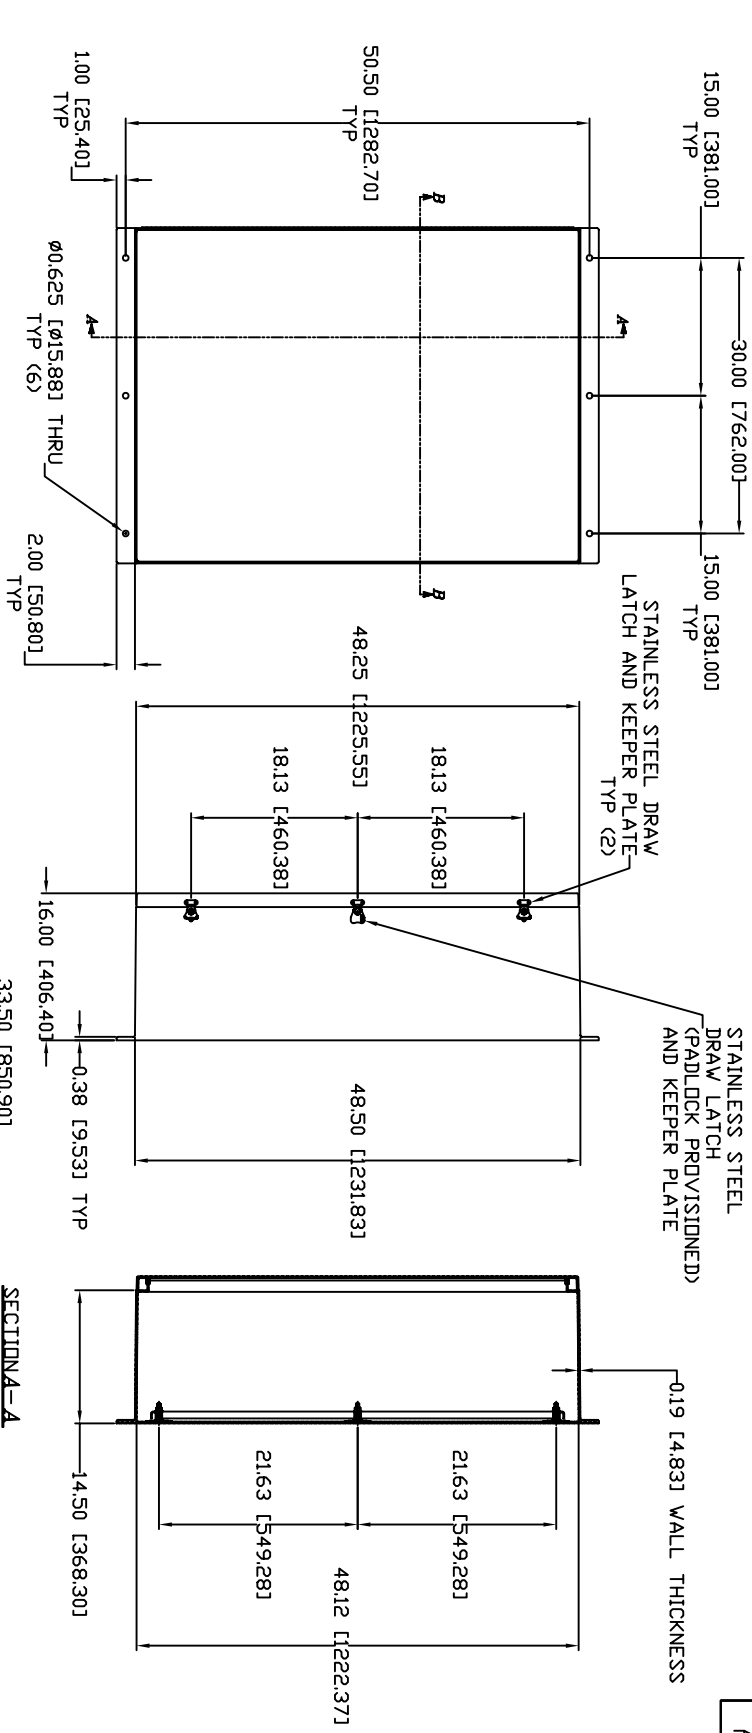 15.00 [381.00]
TYP
30.00 [762.00]
15.00 [381.00]
TYP
50.50 [1282.70]
TYP
1.00 [25.40]
TYP
B
B
A
A
Ø0.625 [Ø15.88] THRU
TYP (6)
2.00 [50.80]
TYP
STAINLESS STEEL DRAW
LATCH AND KEEPER PLATE
TYP (2)
48.25 [1225.55]
18.13 [460.38]
18.13 [460.38]
16.00 [406.40]
33.50 [850.90]
STAINLESS STEEL
DRAW LATCH
(PADLOCK PROVISIONED)
AND KEEPER PLATE
48.50 [1231.83]
0.38 [9.53] TYP
0.19 [4.83] WALL THICKNESS
21.63 [549.28]
21.63 [549.28]
48.12 [1222.37]
14.50 [368.30]
SECTION A-A